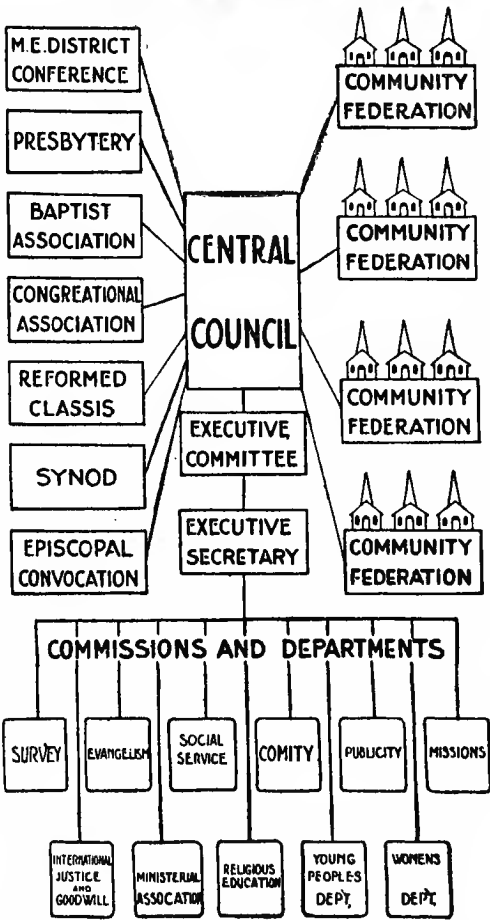 M.E. DISTRICT
CONFERENCE
PRESBYTERY
BAPTIST
ASSOCIATION
CONGREATIONAL
ASSOCIATION
REFORMED
CLASSIS
SYNOD
EPISCOPAL
CONVOCATION
CENTRAL
COUNCIL
EXECUTIVE
COMMITTEE
EXECUTIVE
SECRETARY
COMMUNITY
FEDERATION
COMMUNITY
FEDERATION
COMMUNITY
FEDERATION
COMMUNITY
FEDERATION
COMMISSIONS AND DEPARTMENTS
SURVEY
EVANGELISM
SOCIAL
SERVICE
COMITY
PUBLICITY
MISSIONS
INTERNATIONAL
JUSTICE
AND
GOODWILL
MINISTERIAL
ASSOCATION
RELIGIOUS
EDUCATION
YOUNG
PEOPLES
DEPT,
WOMENS
DEPT.